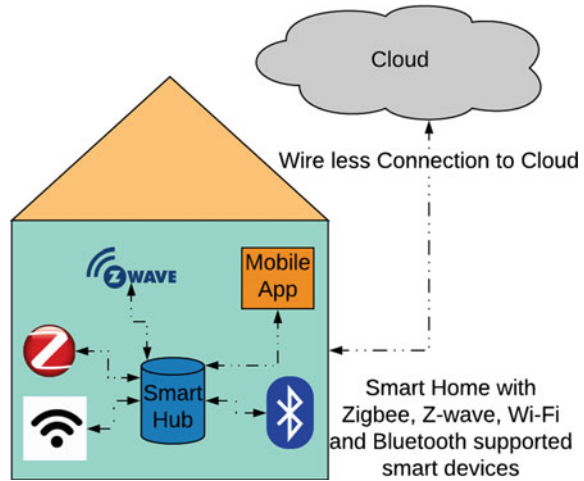 Cloud
Wire less Connection to Cloud
Z WAVE
Mobile
App
Z
Smart
Hub
Smart Home with
Zigbee, Z-wave, Wi-Fi
and Bluetooth supported
smart devices